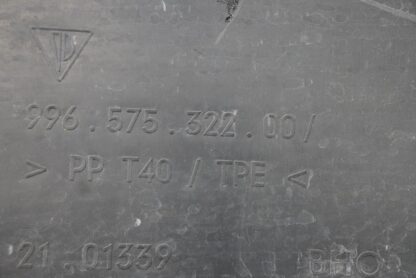 996.575.322.00/
> PP T40 / TPE <
21.01339